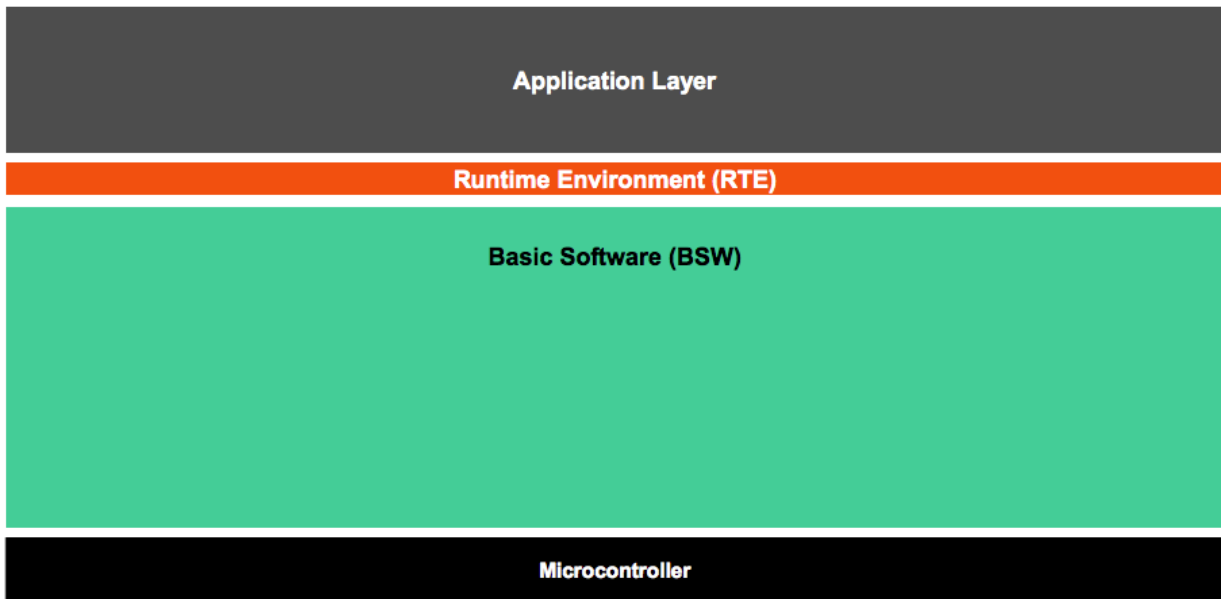 Application Layer
Runtime Environment (RTE)
Basic Software (BSW)
Microcontroller